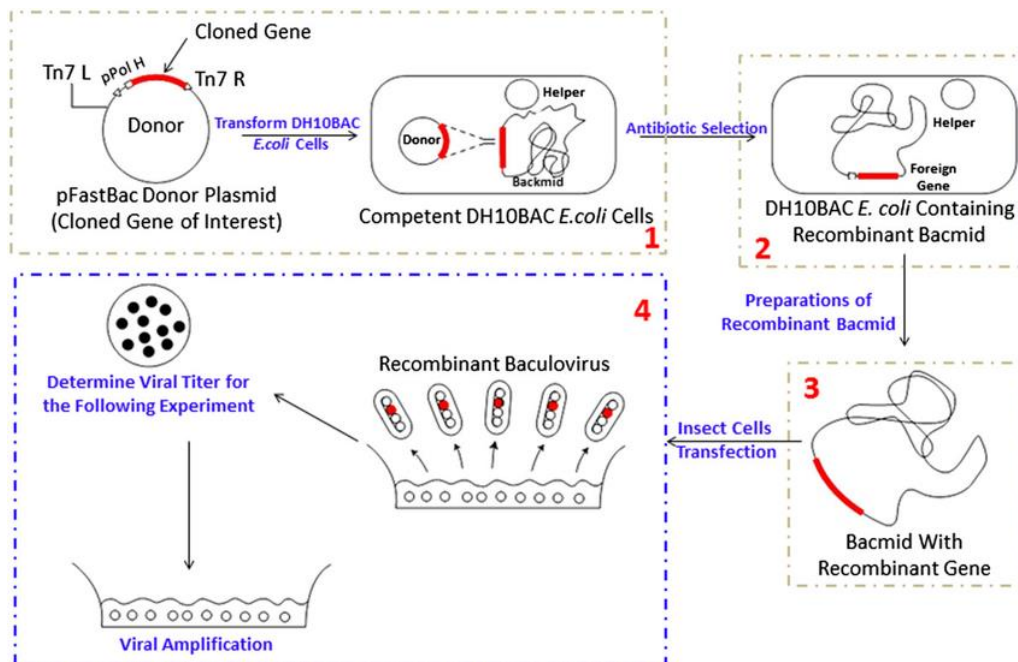 Cloned Gene
Tn7 L
pPol H
Tn7 R
Donor
pFastBac Donor Plasmid
(Cloned Gene of Interest)
Transform DH10BAC
E.coli Cells
Helper
Donor
Backmid
Competent DH10BAC E.coli Cells
1
Antibiotic Selection
Helper
Foreign
Gene
DH10BAC E. coli Containing
Recombinant Bacmid
2
Preparations of
Recombinant Bacmid
3
Bacmid With
Recombinant Gene
Insect Cells
Transfection
4
Recombinant Baculovirus
Determine Viral Titer for
the Following Experiment
Viral Amplification